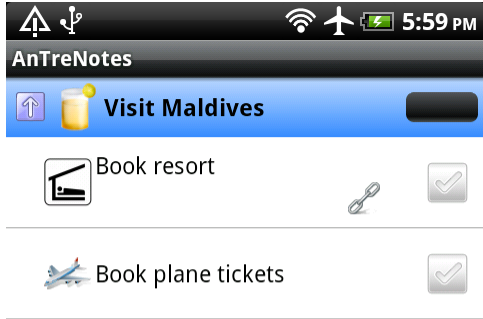 5:59 PM
AnTreNotes
Visit Maldives
Book resort
Book plane tickets